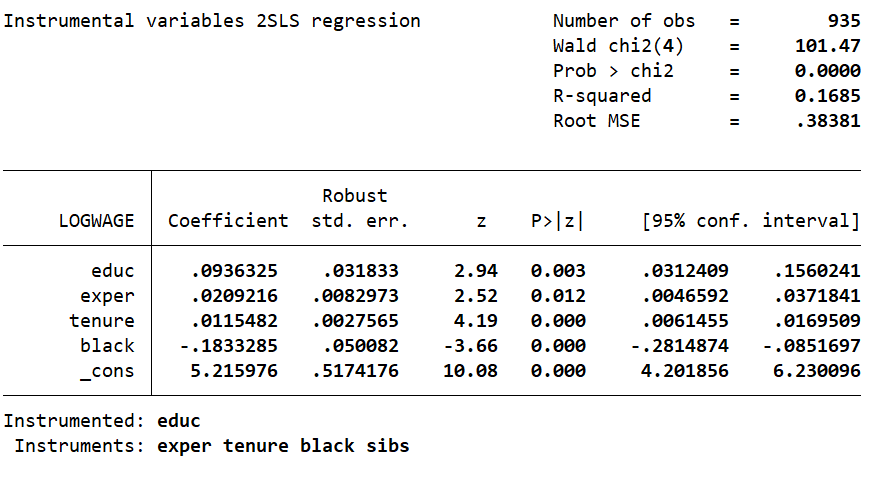 Instrumental variables 2SLS regression Number of obs = 935
Wald chi2(4) = 101.47
Prob > chi2 = 0.0000
R-squared = 0.1685
Root MSE = .38381
Robust
LOGWAGE Coefficient std. err. z P>|z| [95% conf. interval]
educ .0936325 .031833 2.94 0.003 .0312409 .1560241
exper .0209216 .0082973 2.52 0.012 .0046592 .0371841
tenure .0115482 .0027565 4.19 0.000 .0061455 .0169509
black -.1833285 .050082 -3.66 0.000 -.2814874 -.0851697
_cons 5.215976 .5174176 10.08 0.000 4.201856 6.230096
Instrumented: educ
Instruments: exper tenure black sibs